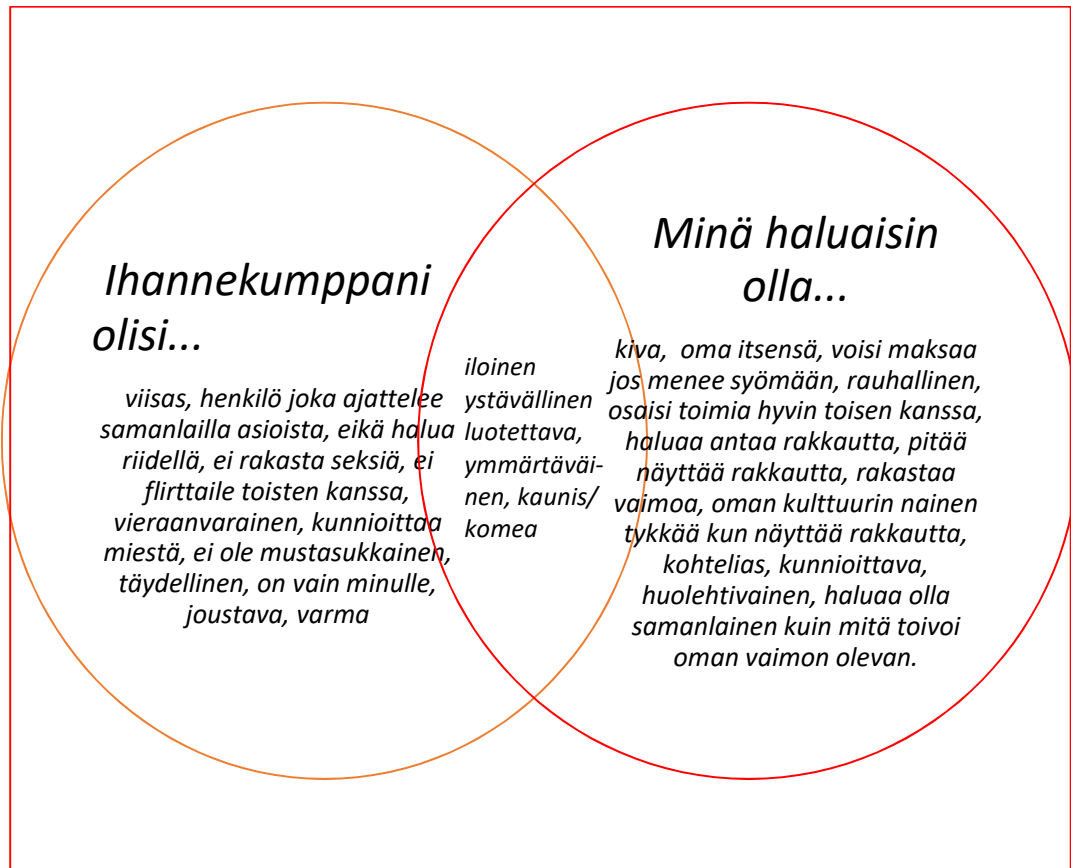 Ihannekumppani
olisi...
viisas, henkilö joka ajattelee
samanlailla asioista, eikä halua
riidellä, ei rakasta seksiä, ei
flirttaile toisten kanssa,
vieraanvarainen, kunnioittaa
miestä, ei ole mustasukkainen,
täydellinen, on vain minulle,
joustava, varma
iloinen
ystävällinen
luotettava,
ymmärtäväi-
nen, kaunis/
komea
Minä haluaisin
olla...
kiva, oma itsensä, voisi maksaa
jos menee syömään, rauhallinen,
osaisi toimia hyvin toisen kanssa,
haluaa antaa rakkautta, pitää
näyttää rakkautta, rakastaa
vaimoa, oman kulttuurin nainen
tykkää kun näyttää rakkautta,
kohtelias, kunnioittava,
huolehtivainen, haluaa olla
samanlainen kuin mitä toivoi
oman vaimon olevan.